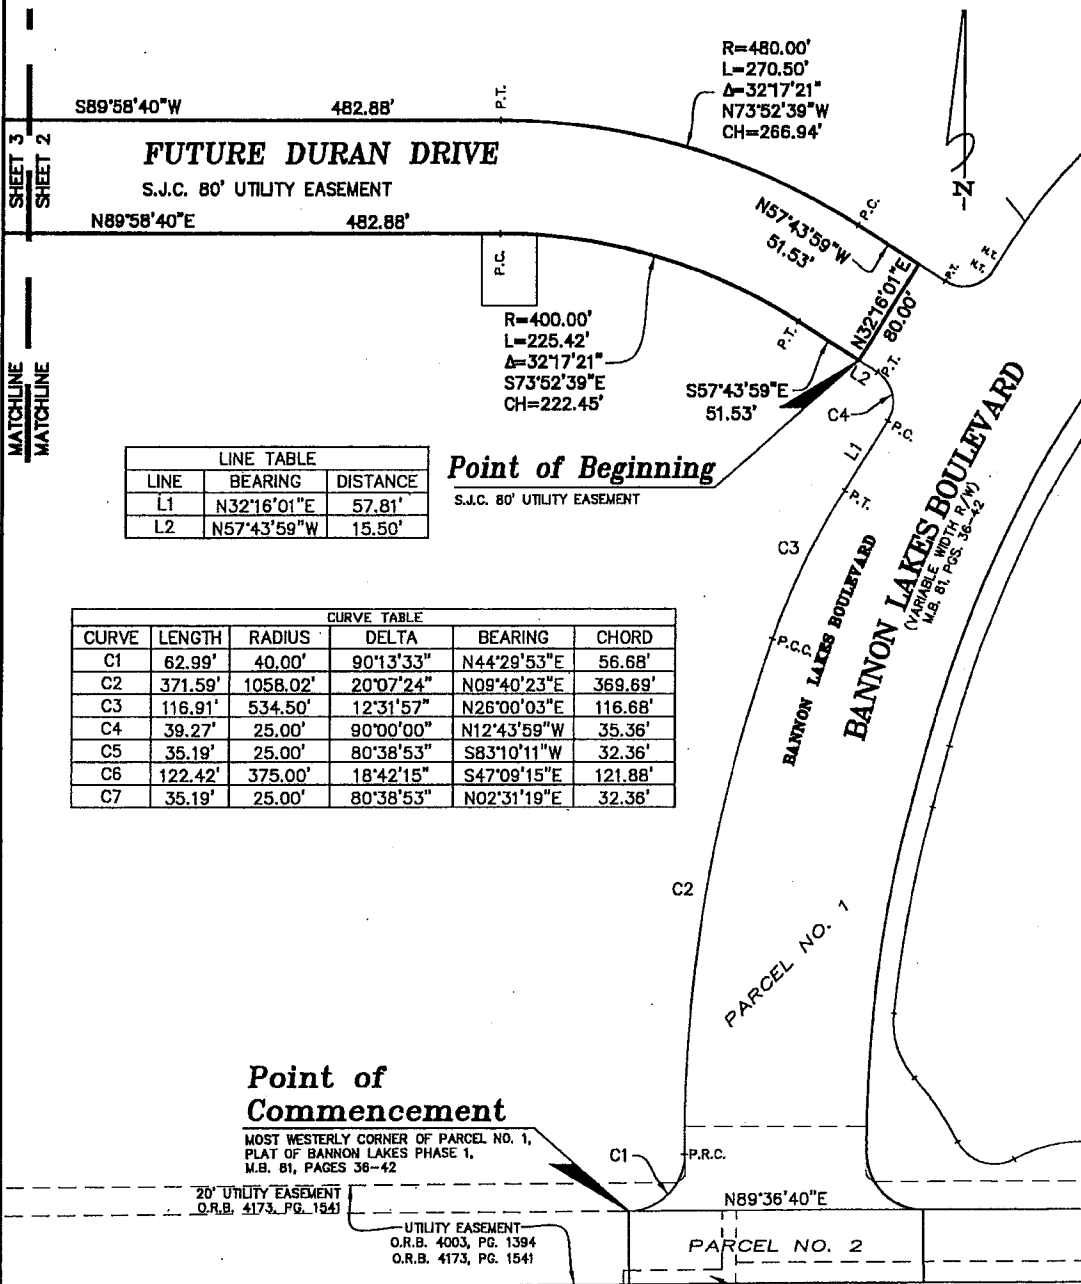 R=480.00'
L=270.50'
Δ=32°17'21"
N73°52'39"W
CH=266.94'
S89°58'40"W 482.88' P.T.
SHEET 3
SHEET 2
FUTURE DURAN DRIVE
S.J.C. 80' UTILITY EASEMENT
N89°58'40"E 482.88'
P.C.
N57°43'59"W
51.53'
P.C.
N
P.T.
N.T.
N.T.
N32°16'01"E
80.00'
R=400.00'
L=225.42'
Δ=32°17'21"
S73°52'39"E
CH=222.45'
P.T.
S57°43'59"E
51.53'
L2
P.T.
C4
P.C.
L1
P.T.
MATCHLINE
MATCHLINE
LINE TABLE
LINE BEARING DISTANCE
L1 N32°16'01"E 57.81'
L2 N57°43'59"W 15.50'
Point of Beginning
S.J.C. 80' UTILITY EASEMENT
C3
P.C.C.
BANNON LAKES BOULEVARD
BANNON LAKES BOULEVARD
(VARIABLE WIDTH R/W)
M.B. 81, PGS. 36-42
CURVE TABLE
CURVE LENGTH RADIUS DELTA BEARING CHORD
C1 62.99' 40.00' 90°13'33" N44°29'53"E 56.68'
C2 371.59' 1058.02' 20°07'24" N09°40'23"E 369.69'
C3 116.91' 534.50' 12°31'57" N26°00'03"E 116.68'
C4 39.27' 25.00' 90°00'00" N12°43'59"W 35.36'
C5 35.19' 25.00' 80°38'53" S83°10'11"W 32.36'
C6 122.42' 375.00' 18°42'15" S47°09'15"E 121.88'
C7 35.19' 25.00' 80°38'53" N02°31'19"E 32.36'
C2
PARCEL NO. 1
Point of
Commencement
MOST WESTERLY CORNER OF PARCEL NO. 1,
PLAT OF BANNON LAKES PHASE 1,
M.B. 81, PAGES 36-42
C1
P.R.C.
20' UTILITY EASEMENT
O.R.B. 4173, PG. 1541
N89°36'40"E
UTILITY EASEMENT
O.R.B. 4003, PG. 1394
O.R.B. 4173, PG. 1541
PARCEL NO. 2